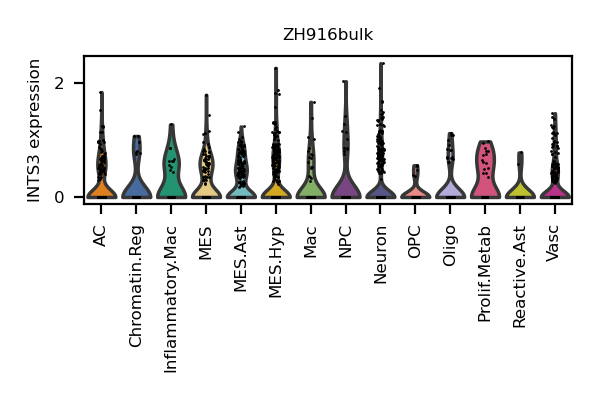 ZH916bulk
INTS3 expression
2
0
AC
Chromatin.Reg
Inflammatory.Mac
MES
MES.Ast
MES.Hyp
Mac
NPC
Neuron
OPC
Oligo
Prolif.Metab
Reactive.Ast
Vasc